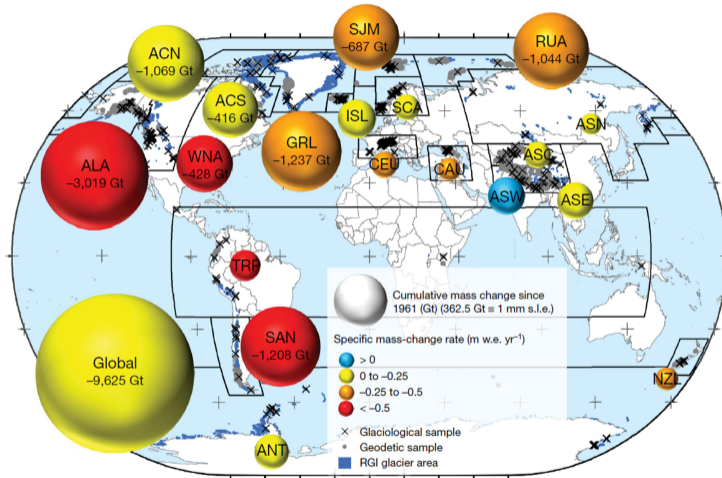 SJM
−687 Gt
RUA
−1,044 Gt
ACN
−1,069 Gt
ACS
−416 Gt
ISL
SCA
ASN
ALA
−3,019 Gt
WNA
−428 Gt
GRL
−1,237 Gt
CEU
CAU
ASC
ASW
ASE
TRP
Global
−9,625 Gt
SAN
−1,208 Gt
NZL
ANT
Cumulative mass change since
1961 (Gt) (362.5 Gt ≡ 1 mm s.l.e.)
Specific mass-change rate (m w.e. yr⁻¹)
> 0
0 to −0.25
−0.25 to −0.5
< −0.5
Glaciological sample
Geodetic sample
RGI glacier area